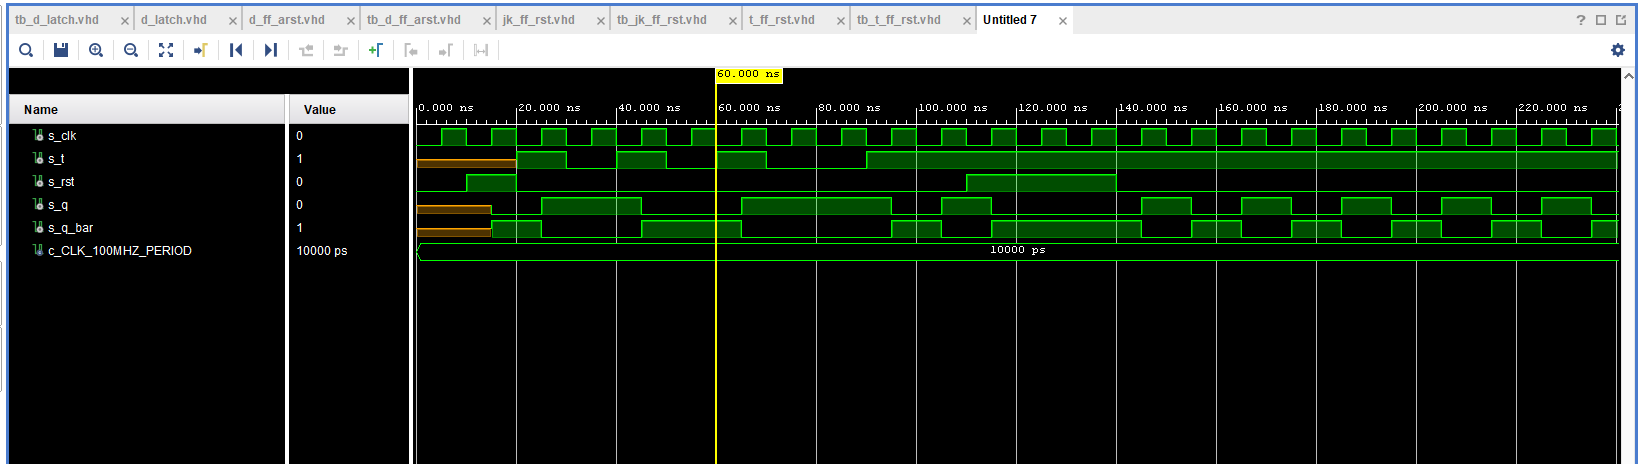 tb_d_latch.vhd × d_latch.vhd × d_ff_arst.vhd × tb_d_ff_arst.vhd × jk_ff_rst.vhd × tb_jk_ff_rst.vhd × t_ff_rst.vhd × tb_t_ff_rst.vhd × Untitled 7 × ?
60.000 ns
Name Value
0.000 ns 20.000 ns 40.000 ns 60.000 ns 80.000 ns 100.000 ns 120.000 ns 140.000 ns 160.000 ns 180.000 ns 200.000 ns 220.000 ns
s_clk 0
s_t 1
s_rst 0
s_q 0
s_q_bar 1
c_CLK_100MHZ_PERIOD 10000 ps 10000 ps